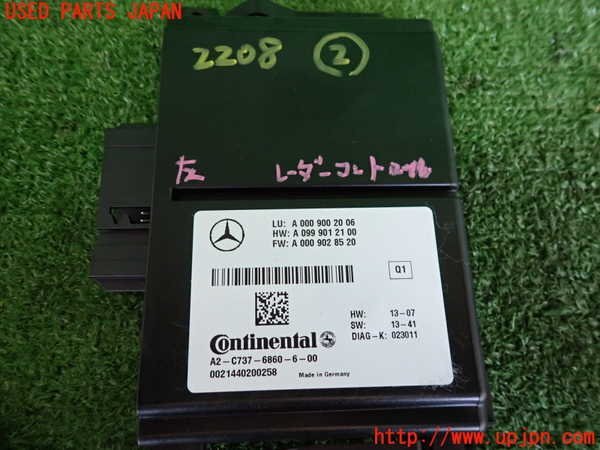 USED PARTS JAPAN
2208 ②
左 レーダーコントロール
LU: A 000 900 20 06
HW: A 099 901 21 00
FW: A 000 902 85 20
Q1
HW: 13-07
SW: 13-41
DIAG-K: 023011
Continental
A2-C737-6860-6-00
0021440200258
Made in Germany
http://www.upjpn.com/